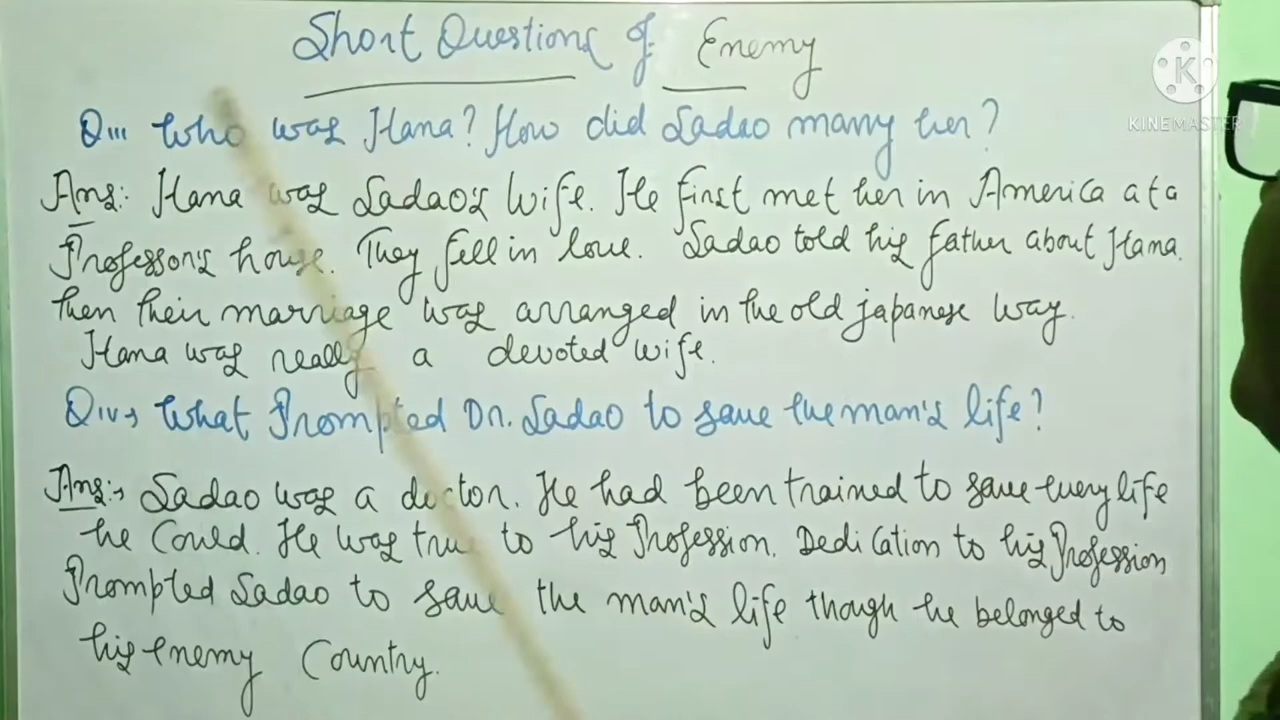 Short Questions of Enemy
Q... Who was Hana? How did Sadao marry her?
Ans:. Hana was Sadao's wife. He first met her in America at a
Professor's house. They fell in love. Sadao told his father about Hana.
then their marriage was arranged in the old japanese way.
Hana was really a devoted wife.
Qiv, What Prompted Dr. Sadao to save the man's life?
Ans:, Sadao was a doctor. He had been trained to save every life
he Could. He was true to his Profession. Dedication to his Profession
Prompted Sadao to save the man's life though he belonged to
his enemy Country.
K
KINEMASTER